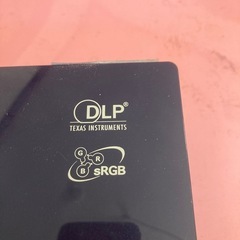 DLP®
TEXAS INSTRUMENTS
G R
B sRGB